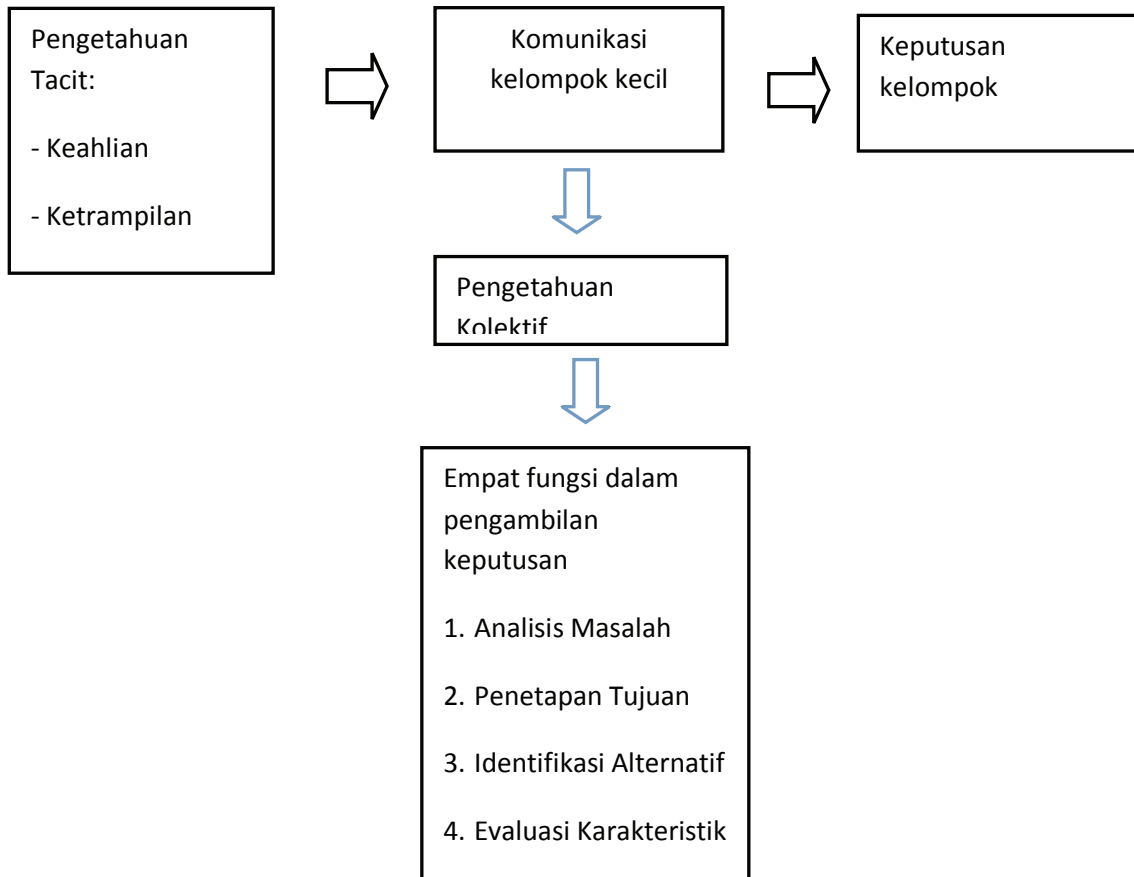 Pengetahuan
Tacit:
- Keahlian
- Ketrampilan
Komunikasi
kelompok kecil
Keputusan
kelompok
Pengetahuan
Kolektif
Empat fungsi dalam
pengambilan
keputusan
1. Analisis Masalah
2. Penetapan Tujuan
3. Identifikasi Alternatif
4. Evaluasi Karakteristik